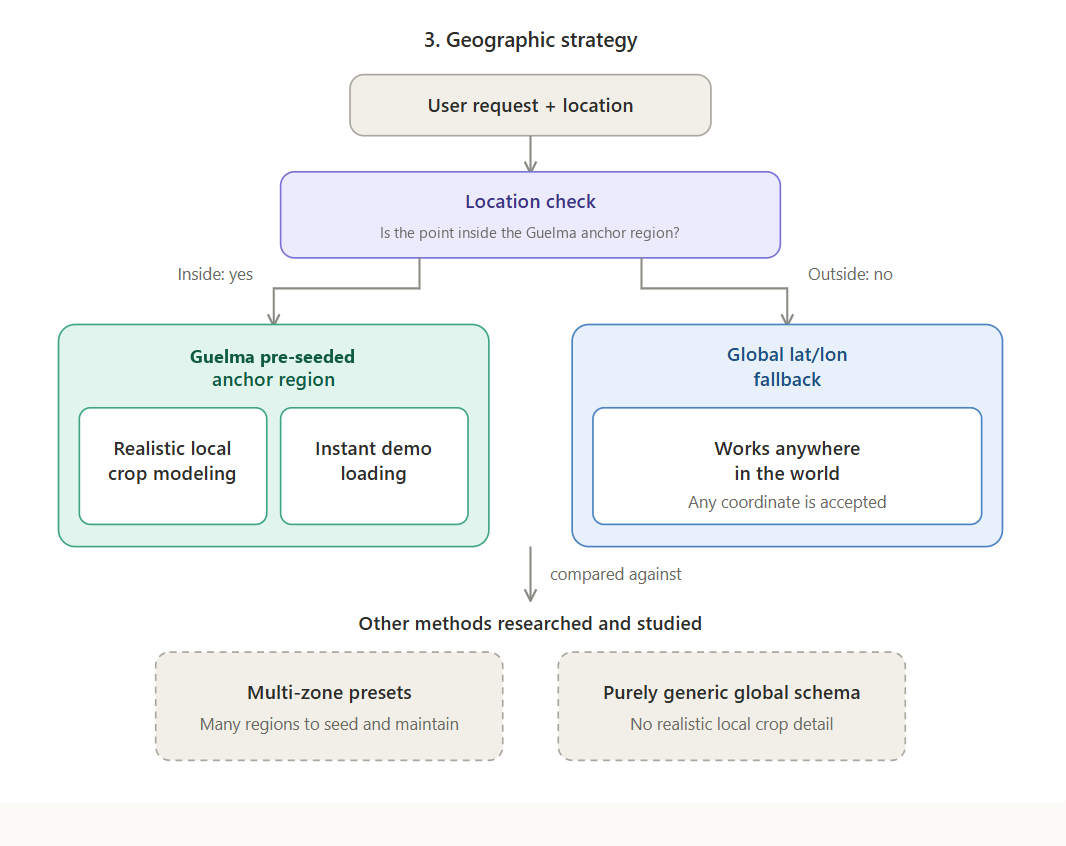 3. Geographic strategy
User request + location
Location check
Is the point inside the Guelma anchor region?
Inside: yes
Outside: no
Guelma pre-seeded
anchor region
Realistic local
crop modeling
Instant demo
loading
Global lat/lon
fallback
Works anywhere
in the world
Any coordinate is accepted
compared against
Other methods researched and studied
Multi-zone presets
Many regions to seed and maintain
Purely generic global schema
No realistic local crop detail